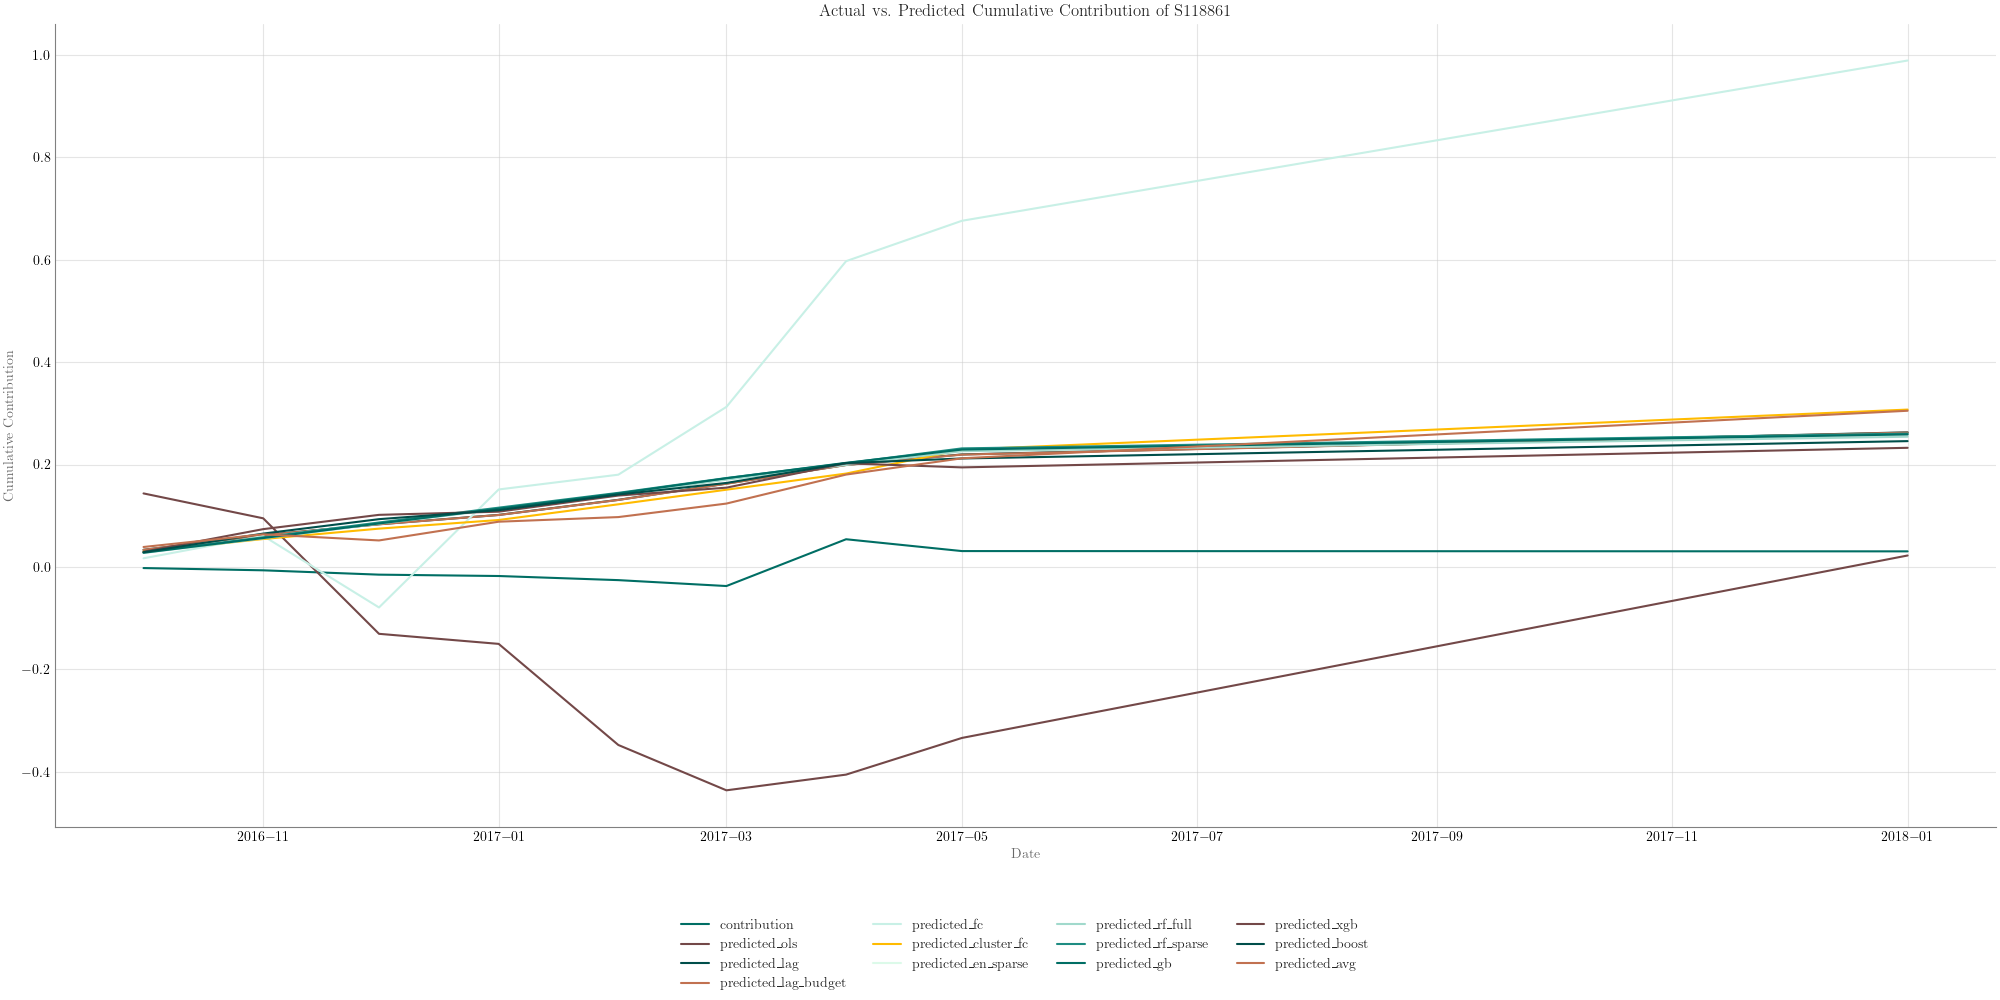 Actual vs. Predicted Cumulative Contribution of S118861
Cumulative Contribution
1.0
0.8
0.6
0.4
0.2
0.0
−0.2
−0.4
2016−11 2017−01 2017−03 2017−05 2017−07 2017−09 2017−11 2018−01
Date
contribution predicted_fc predicted_rf_full predicted_xgb
predicted_ols predicted_cluster_fc predicted_rf_sparse predicted_boost
predicted_lag predicted_en_sparse predicted_gb predicted_avg
predicted_lag_budget